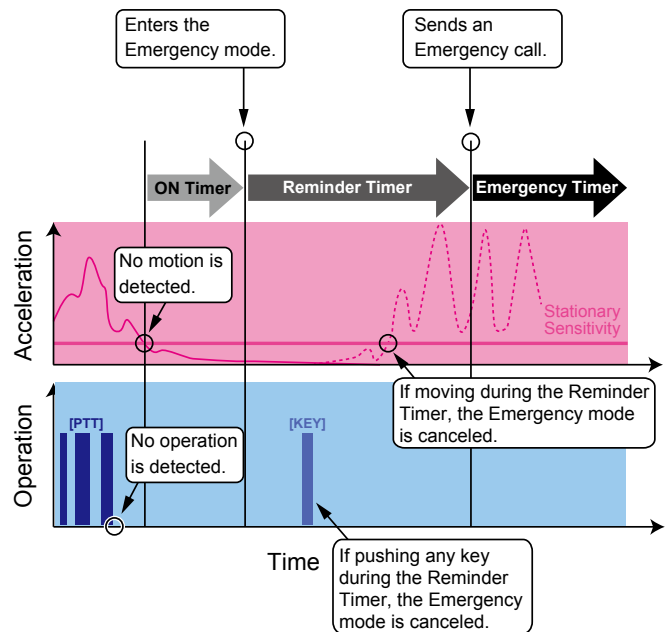 Enters the
Emergency mode.
Sends an
Emergency call.
ON Timer
Reminder Timer
Emergency Timer
Acceleration
No motion is
detected.
Stationary
Sensitivity
If moving during the Reminder
Timer, the Emergency mode
is canceled.
Operation
[PTT]
No operation
is detected.
[KEY]
Time
If pushing any key
during the Reminder
Timer, the Emergency
mode is canceled.